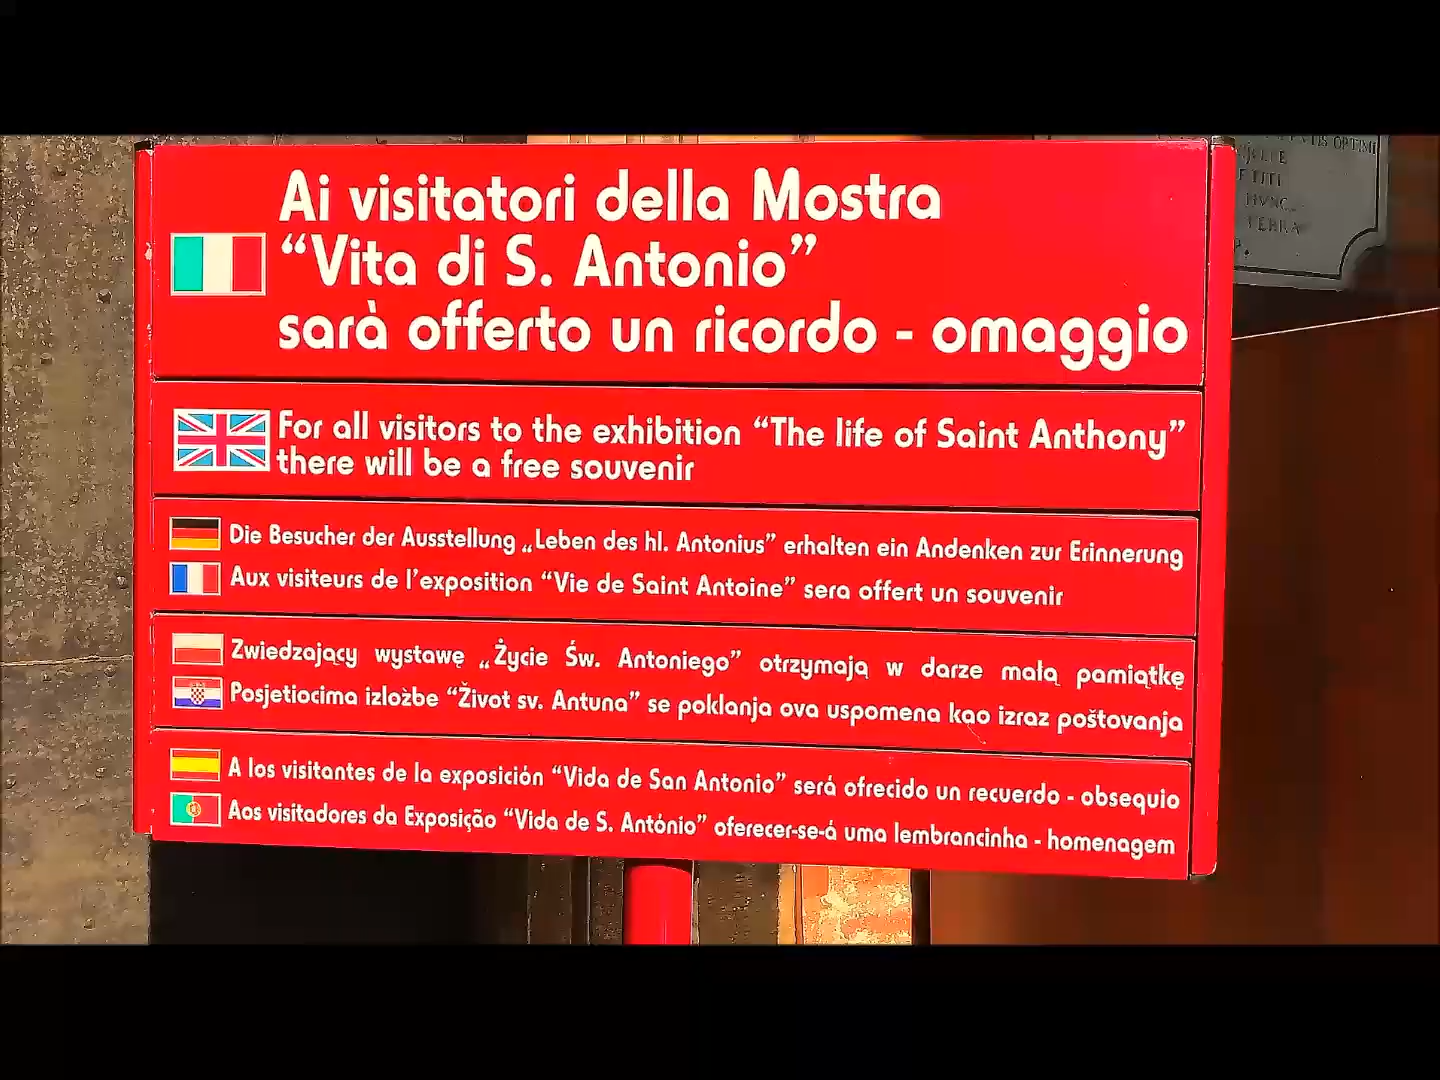 Ai visitatori della Mostra
“Vita di S. Antonio”
sarà offerto un ricordo - omaggio
For all visitors to the exhibition “The life of Saint Anthony”
there will be a free souvenir
Die Besucher der Ausstellung „Leben des hl. Antonius” erhalten ein Andenken zur Erinnerung
Aux visiteurs de l'exposition “Vie de Saint Antoine” sera offert un souvenir
Zwiedzający wystawę „Życie Św. Antoniego” otrzymają w darze małą pamiątkę
Posjetiocima izložbe “Život sv. Antuna” se poklanja ova uspomena kao izraz poštovanja
A los visitantes de la exposición “Vida de San Antonio” será ofrecido un recuerdo - obsequio
Aos visitadores da Exposição “Vida de S. António” oferecer-se-á uma lembrancinha - homenagem
OPTIMI
HVNC
TERRA